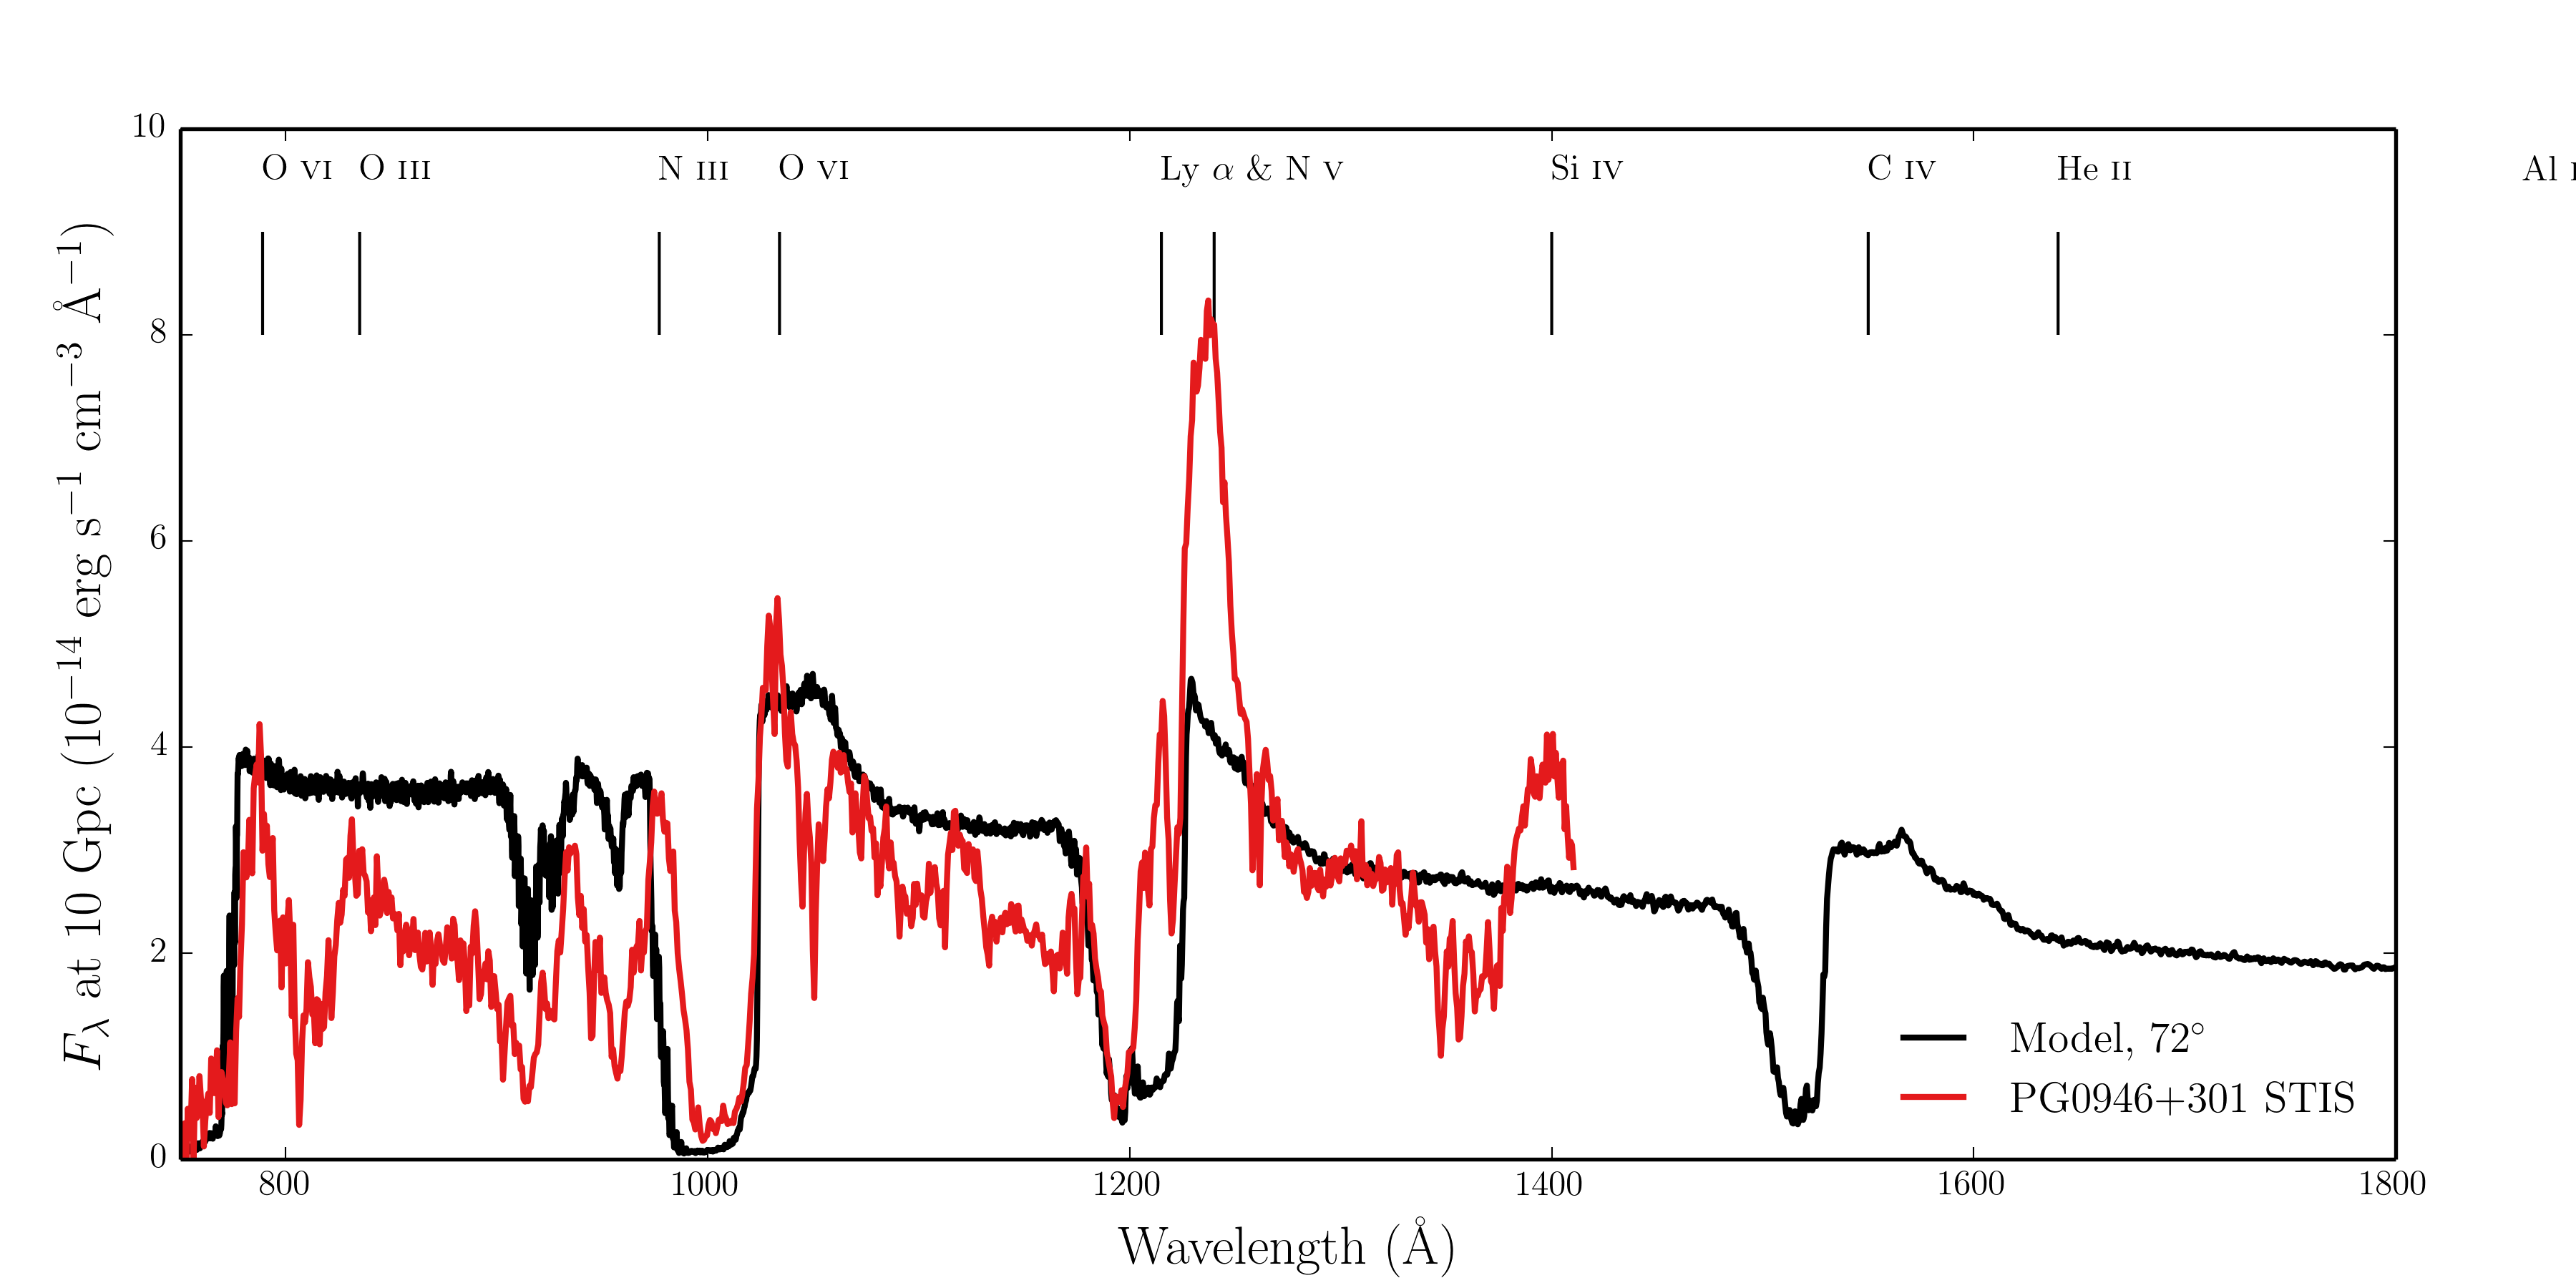 O VI O III N III O VI Ly α & N V Si IV C IV He II Al
10
8
6
4
2
0
F_λ at 10 Gpc (10⁻¹⁴ erg s⁻¹ cm⁻³ Å⁻¹)
Model, 72°
PG0946+301 STIS
800 1000 1200 1400 1600 1800
Wavelength (Å)